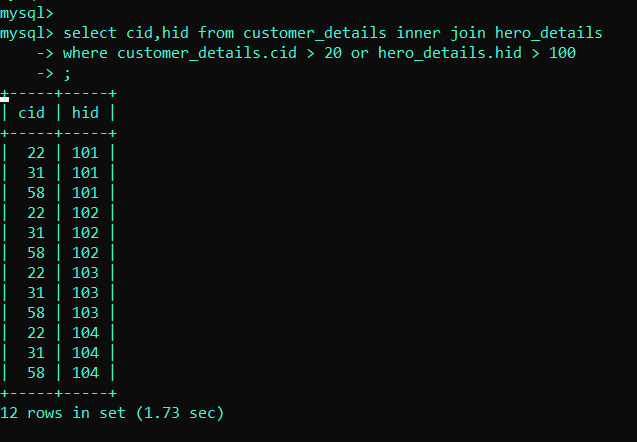 mysql>
mysql> select cid,hid from customer_details inner join hero_details
    -> where customer_details.cid > 20 or hero_details.hid > 100
    -> ;
+-----+-----+
| cid | hid |
+-----+-----+
|  22 | 101 |
|  31 | 101 |
|  58 | 101 |
|  22 | 102 |
|  31 | 102 |
|  58 | 102 |
|  22 | 103 |
|  31 | 103 |
|  58 | 103 |
|  22 | 104 |
|  31 | 104 |
|  58 | 104 |
+-----+-----+
12 rows in set (1.73 sec)